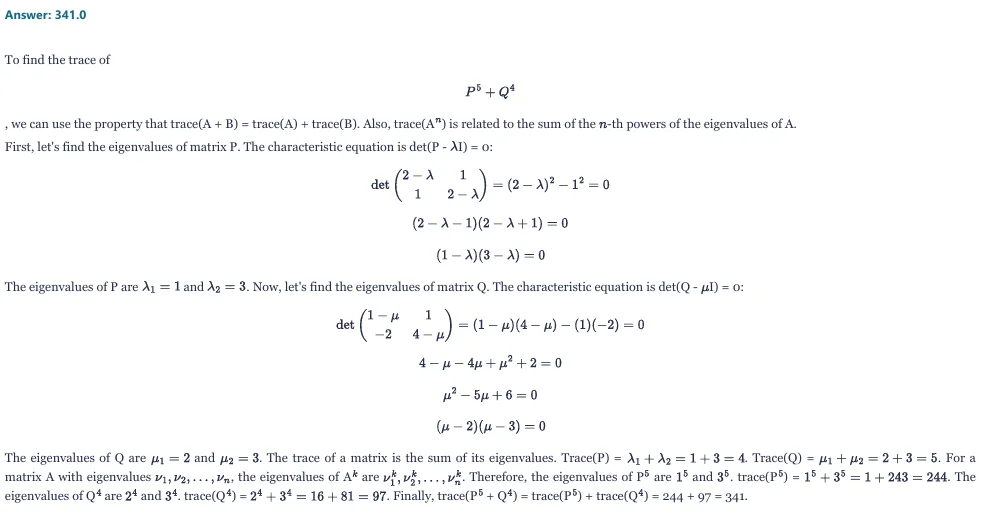 Answer: 341.0
To find the trace of
P⁵ + Q⁴
, we can use the property that trace(A + B) = trace(A) + trace(B). Also, trace(Aⁿ) is related to the sum of the n-th powers of the eigenvalues of A.
First, let's find the eigenvalues of matrix P. The characteristic equation is det(P - λI) = 0:
det (2 − λ 1
1 2 − λ) = (2 − λ)² − 1² = 0
(2 − λ − 1)(2 − λ + 1) = 0
(1 − λ)(3 − λ) = 0
The eigenvalues of P are λ₁ = 1 and λ₂ = 3. Now, let's find the eigenvalues of matrix Q. The characteristic equation is det(Q - μI) = 0:
det (1 − μ 1
−2 4 − μ) = (1 − μ)(4 − μ) − (1)(−2) = 0
4 − μ − 4μ + μ² + 2 = 0
μ² − 5μ + 6 = 0
(μ − 2)(μ − 3) = 0
The eigenvalues of Q are μ₁ = 2 and μ₂ = 3. The trace of a matrix is the sum of its eigenvalues. Trace(P) = λ₁ + λ₂ = 1 + 3 = 4. Trace(Q) = μ₁ + μ₂ = 2 + 3 = 5. For a
matrix A with eigenvalues ν₁, ν₂, . . . , νₙ, the eigenvalues of Aᵏ are ν₁ᵏ, ν₂ᵏ, . . . , νₙᵏ. Therefore, the eigenvalues of P⁵ are 1⁵ and 3⁵. trace(P⁵) = 1⁵ + 3⁵ = 1 + 243 = 244. The
eigenvalues of Q⁴ are 2⁴ and 3⁴. trace(Q⁴) = 2⁴ + 3⁴ = 16 + 81 = 97. Finally, trace(P⁵ + Q⁴) = trace(P⁵) + trace(Q⁴) = 244 + 97 = 341.